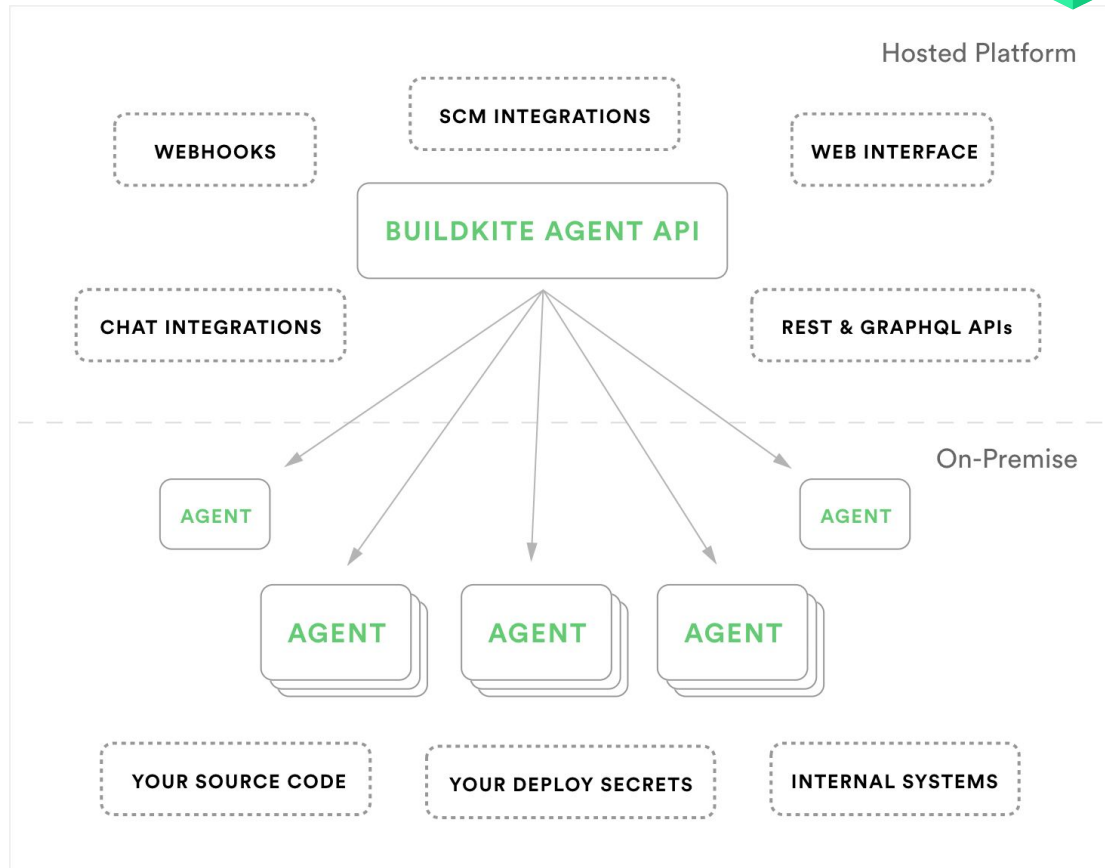 Hosted Platform
SCM INTEGRATIONS
WEBHOOKS
WEB INTERFACE
BUILDKITE AGENT API
CHAT INTEGRATIONS
REST & GRAPHQL APIs
On-Premise
AGENT
AGENT
AGENT
AGENT
AGENT
YOUR SOURCE CODE
YOUR DEPLOY SECRETS
INTERNAL SYSTEMS